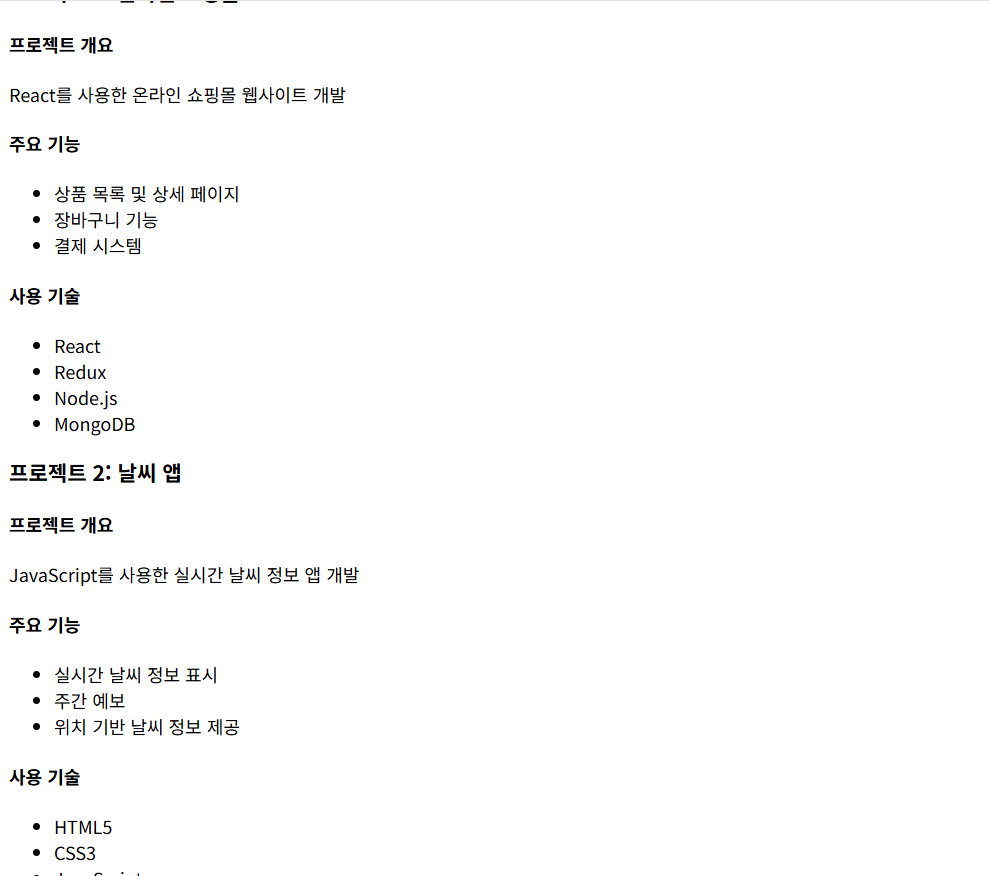 프로젝트 개요
React를 사용한 온라인 쇼핑몰 웹사이트 개발
주요 기능
상품 목록 및 상세 페이지
장바구니 기능
결제 시스템
사용 기술
React
Redux
Node.js
MongoDB
프로젝트 2: 날씨 앱
프로젝트 개요
JavaScript를 사용한 실시간 날씨 정보 앱 개발
주요 기능
실시간 날씨 정보 표시
주간 예보
위치 기반 날씨 정보 제공
사용 기술
HTML5
CSS3